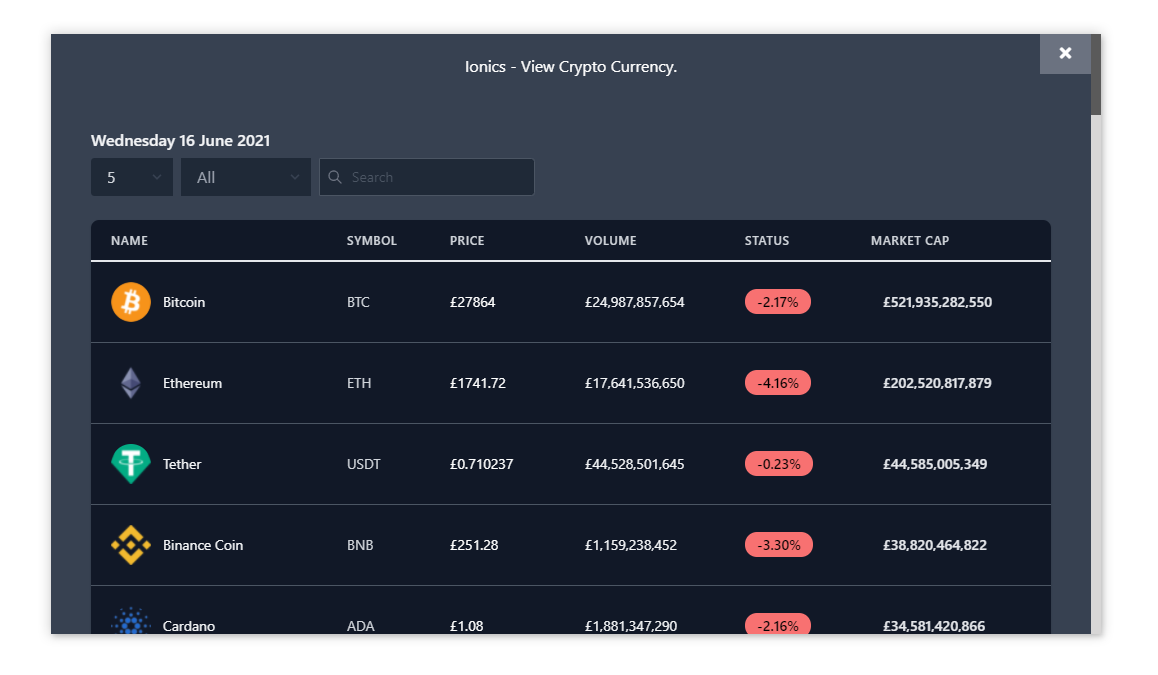 Ionics - View Crypto Currency.
Wednesday 16 June 2021
5 All Search
NAME SYMBOL PRICE VOLUME STATUS MARKET CAP
Bitcoin BTC £27864 £24,987,857,654 -2.17% £521,935,282,550
Ethereum ETH £1741.72 £17,641,536,650 -4.16% £202,520,817,879
Tether USDT £0.710237 £44,528,501,645 -0.23% £44,585,005,349
Binance Coin BNB £251.28 £1,159,238,452 -3.30% £38,820,464,822
Cardano ADA £1.08 £1,881,347,290 -2.16% £34,581,420,866